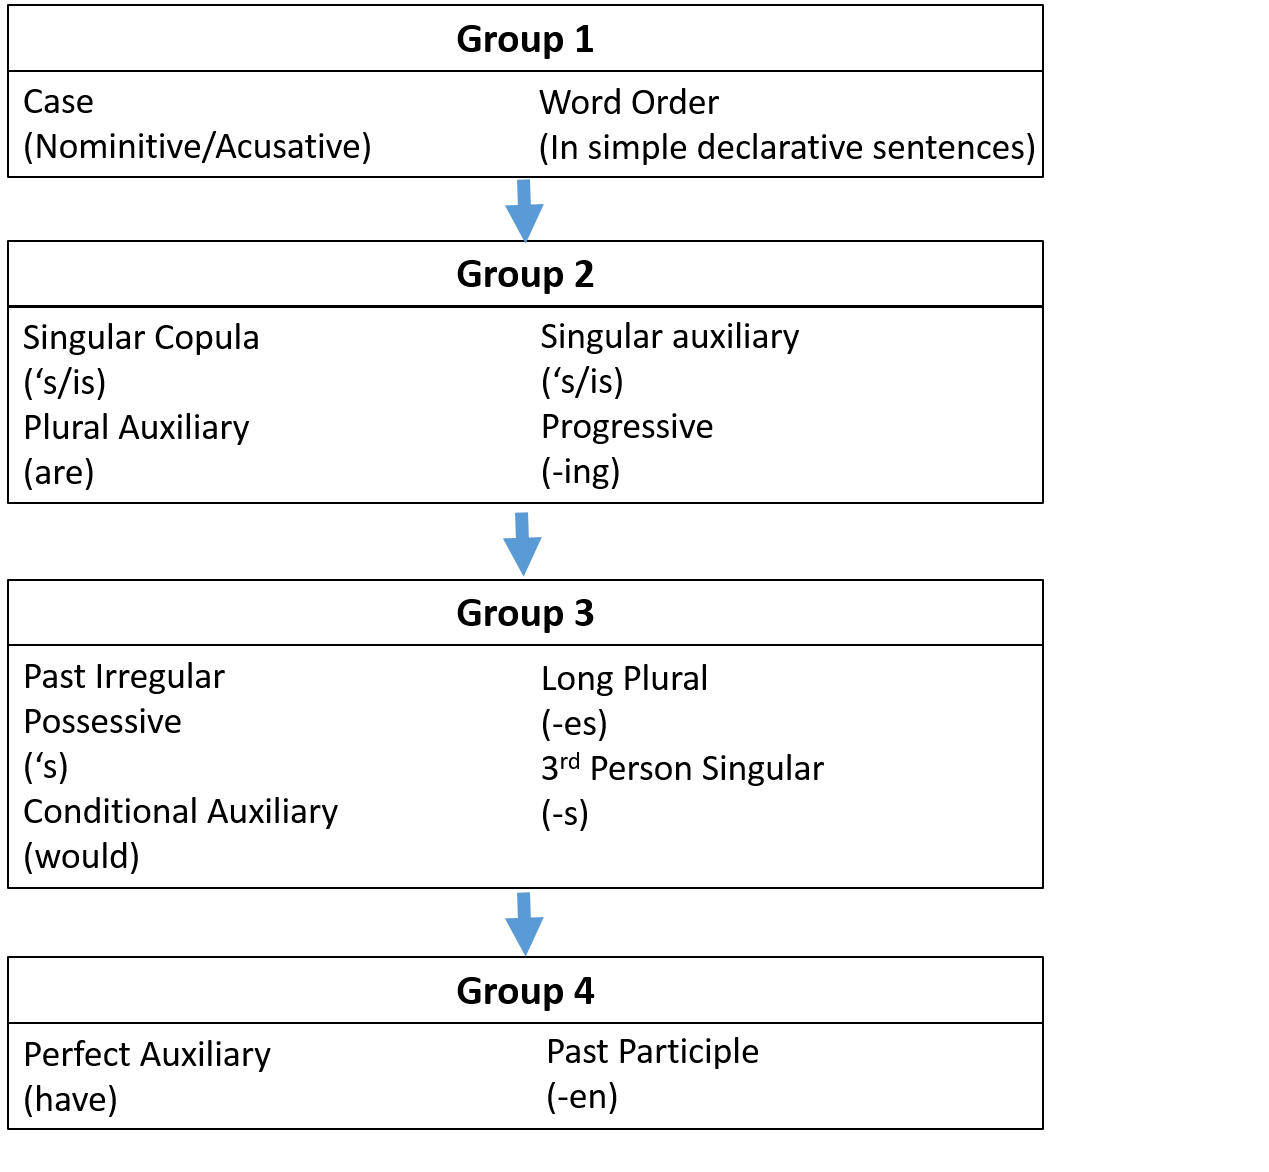 Group 1
Case
(Nominitive/Acusative)
Word Order
(In simple declarative sentences)
Group 2
Singular Copula
(‘s/is)
Plural Auxiliary
(are)
Singular auxiliary
(‘s/is)
Progressive
(-ing)
Group 3
Past Irregular
Possessive
(‘s)
Conditional Auxiliary
(would)
Long Plural
(-es)
3rd Person Singular
(-s)
Group 4
Perfect Auxiliary
(have)
Past Participle
(-en)